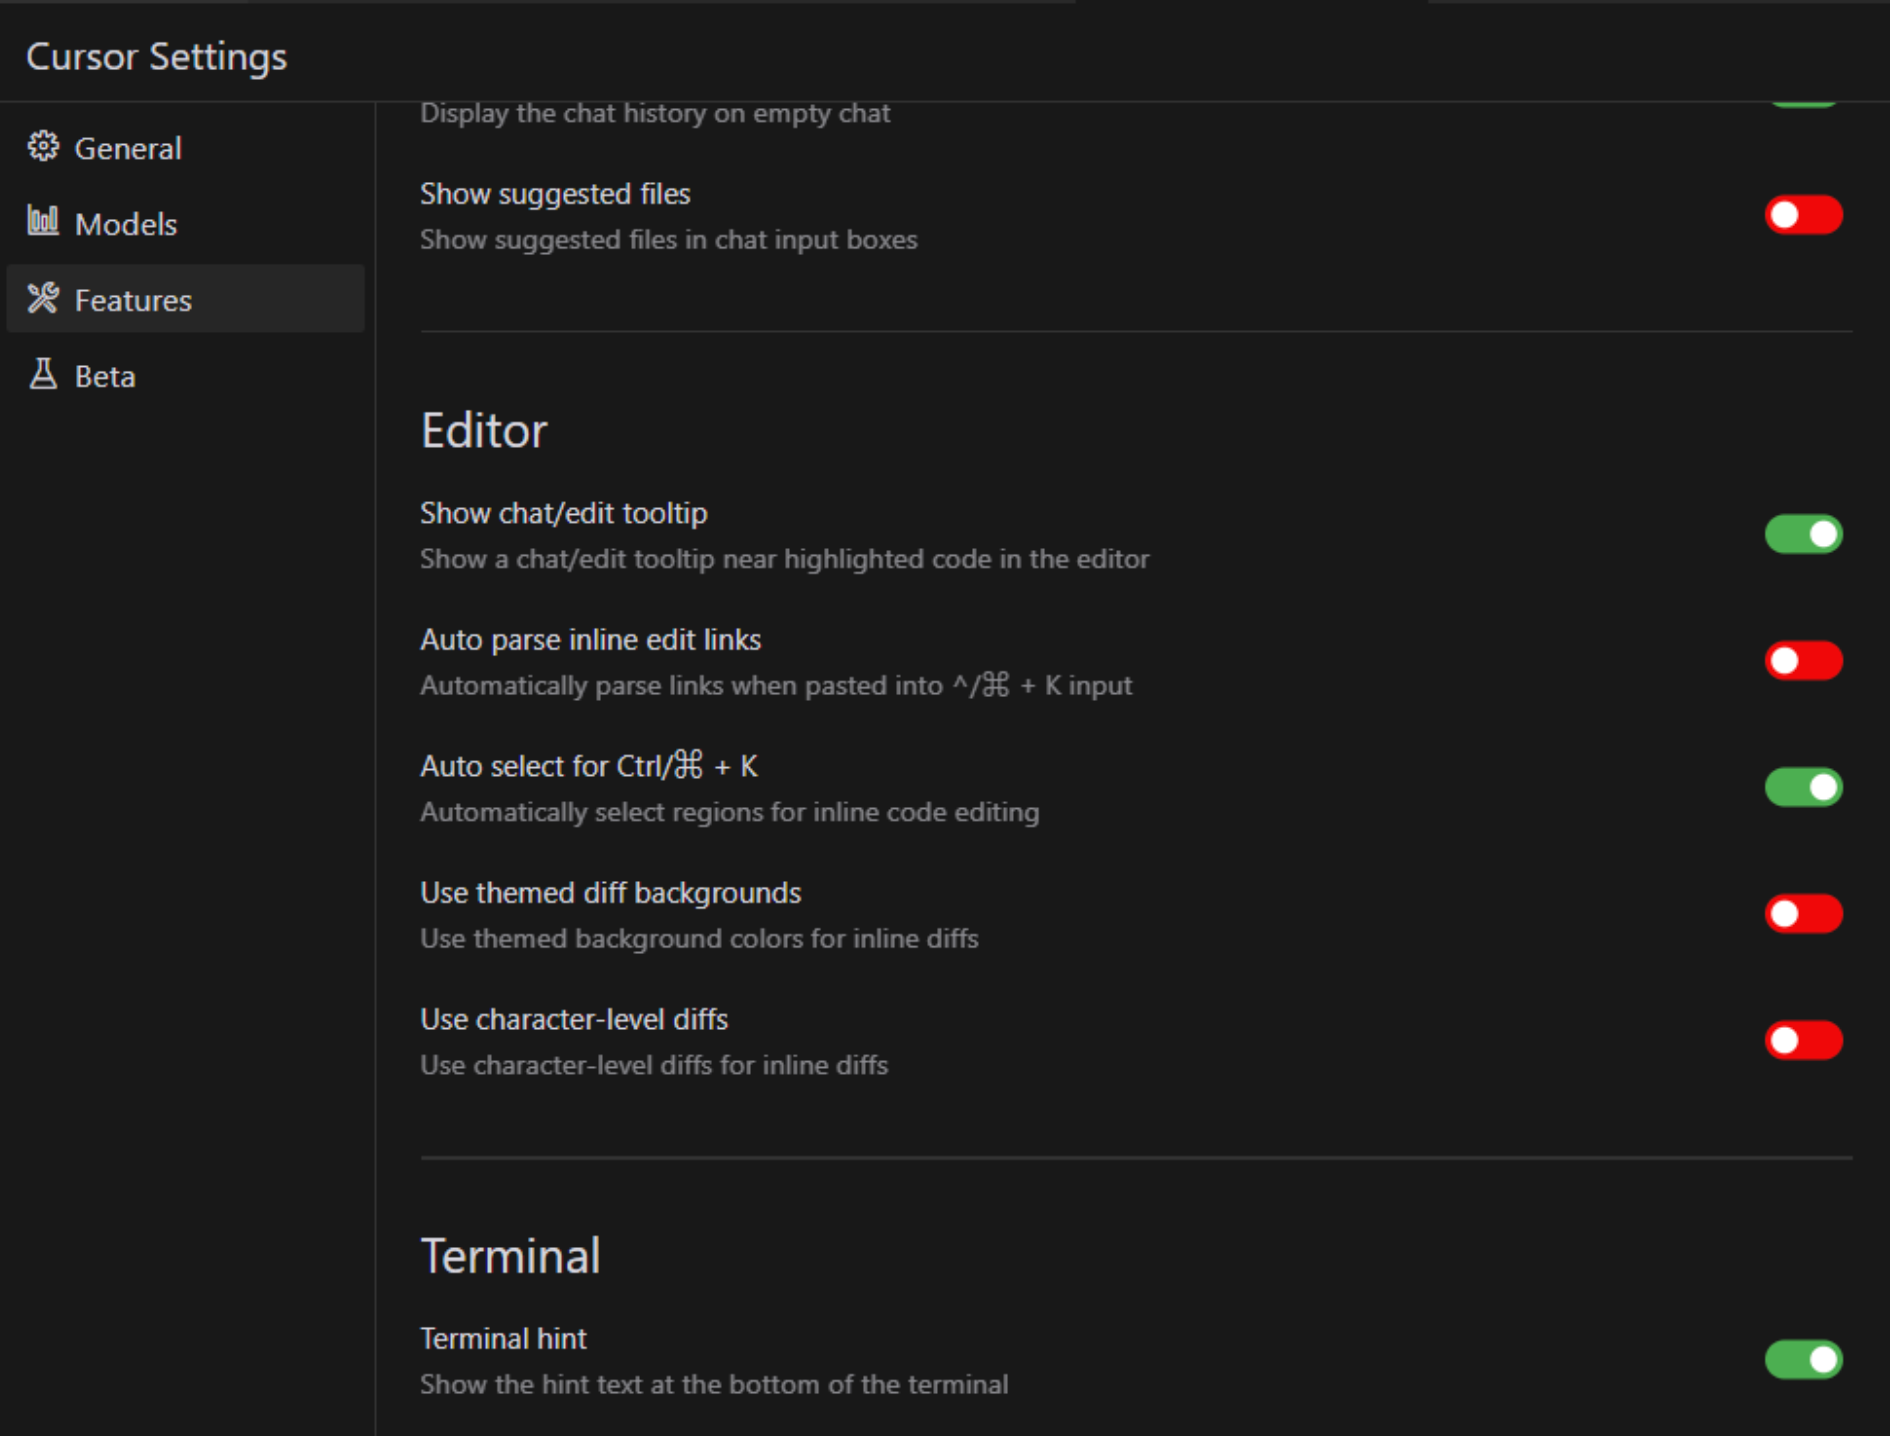 Cursor Settings
General
Models
Features
Beta
Display the chat history on empty chat
Show suggested files
Show suggested files in chat input boxes
Editor
Show chat/edit tooltip
Show a chat/edit tooltip near highlighted code in the editor
Auto parse inline edit links
Automatically parse links when pasted into ^/⌘ + K input
Auto select for Ctrl/⌘ + K
Automatically select regions for inline code editing
Use themed diff backgrounds
Use themed background colors for inline diffs
Use character-level diffs
Use character-level diffs for inline diffs
Terminal
Terminal hint
Show the hint text at the bottom of the terminal